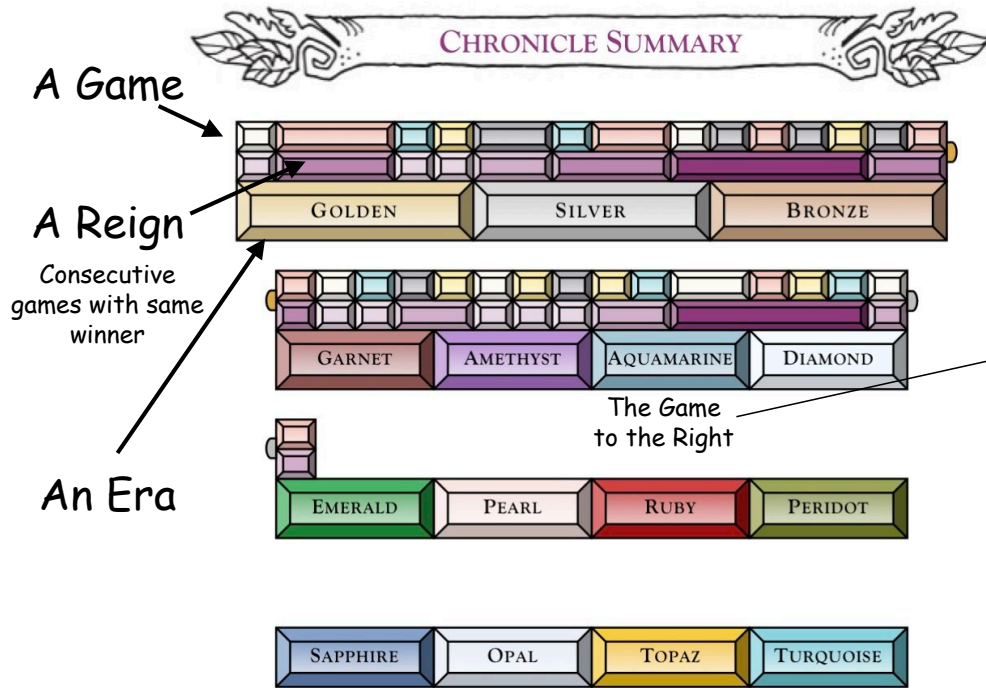 CHRONICLE SUMMARY
A Game
A Reign
Consecutive
games with same
winner
An Era
GOLDEN SILVER BRONZE
GARNET AMETHYST AQUAMARINE DIAMOND
The Game
to the Right
EMERALD PEARL RUBY PERIDOT
SAPPHIRE OPAL TOPAZ TURQUOISE